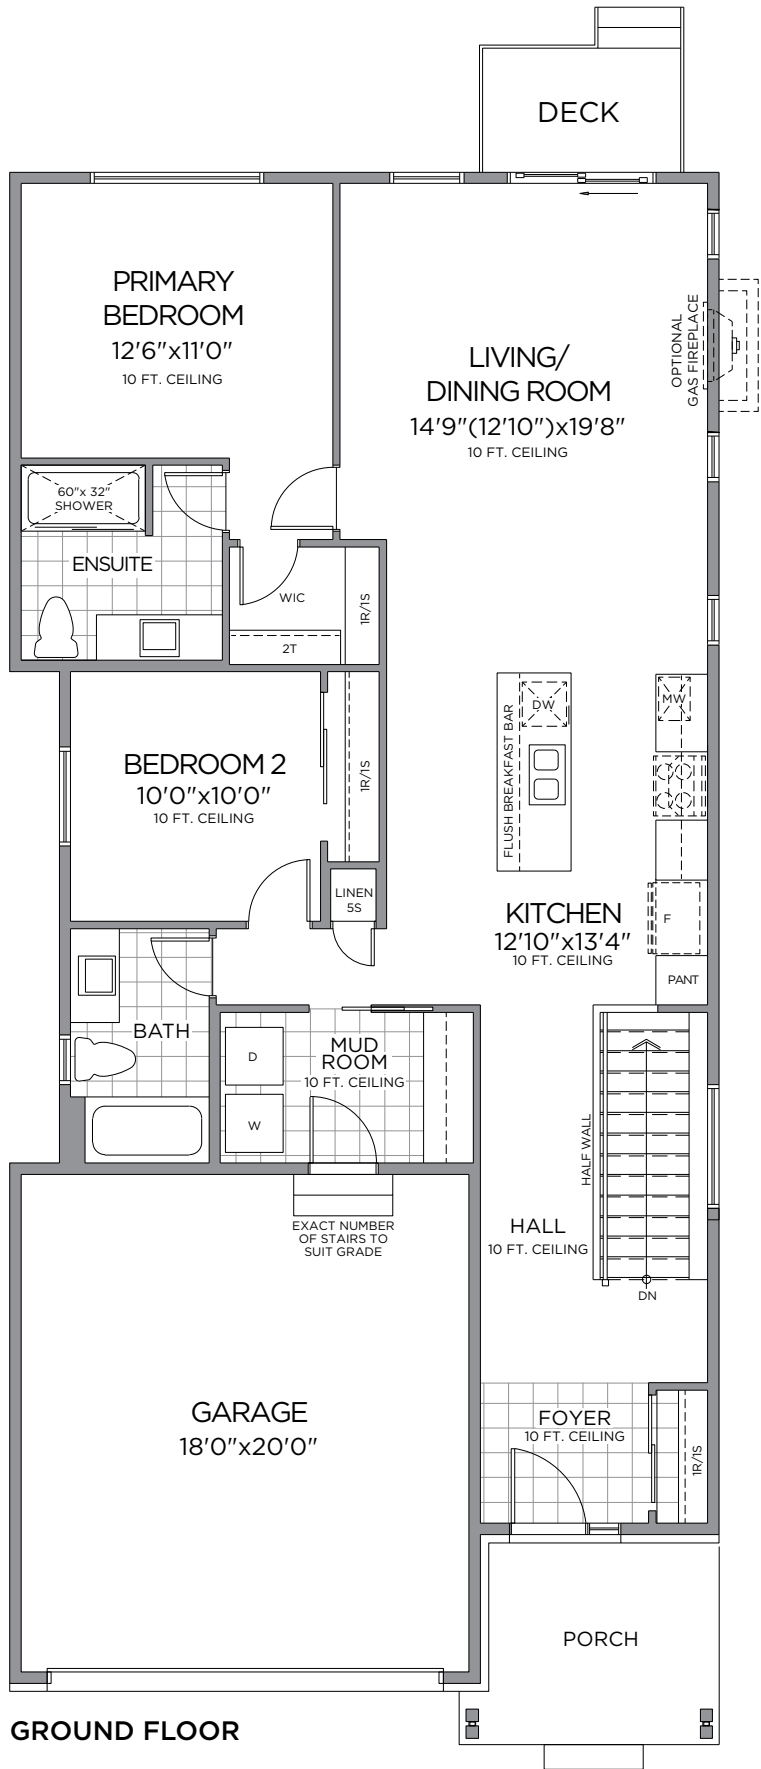 DECK
PRIMARY
BEDROOM
12'6"x11'0"
10 FT. CEILING
LIVING/
DINING ROOM
14'9"(12'10")x19'8"
10 FT. CEILING
OPTIONAL
GAS FIREPLACE
60"x 32"
SHOWER
ENSUITE
WIC
1R/1S
2T
BEDROOM 2
10'0"x10'0"
10 FT. CEILING
1R/1S
LINEN
5S
FLUSH BREAKFAST BAR
DW
MW
KITCHEN
12'10"x13'4"
10 FT. CEILING
F
PANT
BATH
MUD
ROOM
10 FT. CEILING
D
W
HALF WALL
HALL
10 FT. CEILING
DN
EXACT NUMBER
OF STAIRS TO
SUIT GRADE
GARAGE
18'0"x20'0"
FOYER
10 FT. CEILING
1R/1S
PORCH
GROUND FLOOR